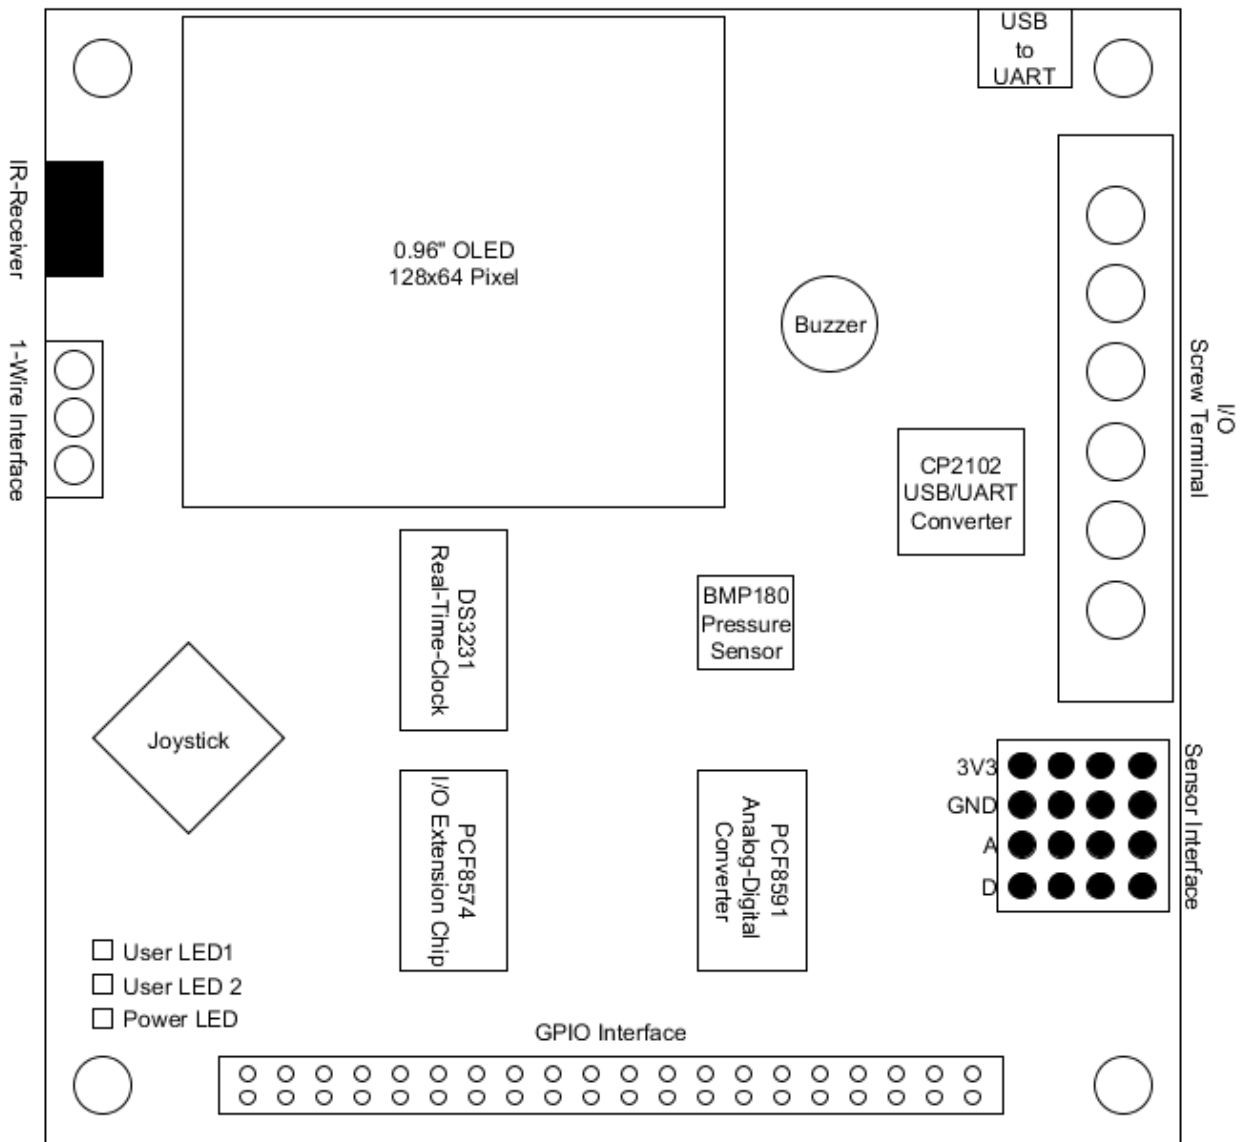 USB
to
UART
IR-Receiver
0.96" OLED
128x64 Pixel
Buzzer
1-Wire Interface
I/O
Screw Terminal
CP2102
USB/UART
Converter
DS3231
Real-Time-Clock
BMP180
Pressure
Sensor
Joystick
Sensor Interface
3V3
GND
A
D
PCF8574
I/O Extension Chip
PCF8591
Analog-Digital
Converter
User LED1
User LED 2
Power LED
GPIO Interface